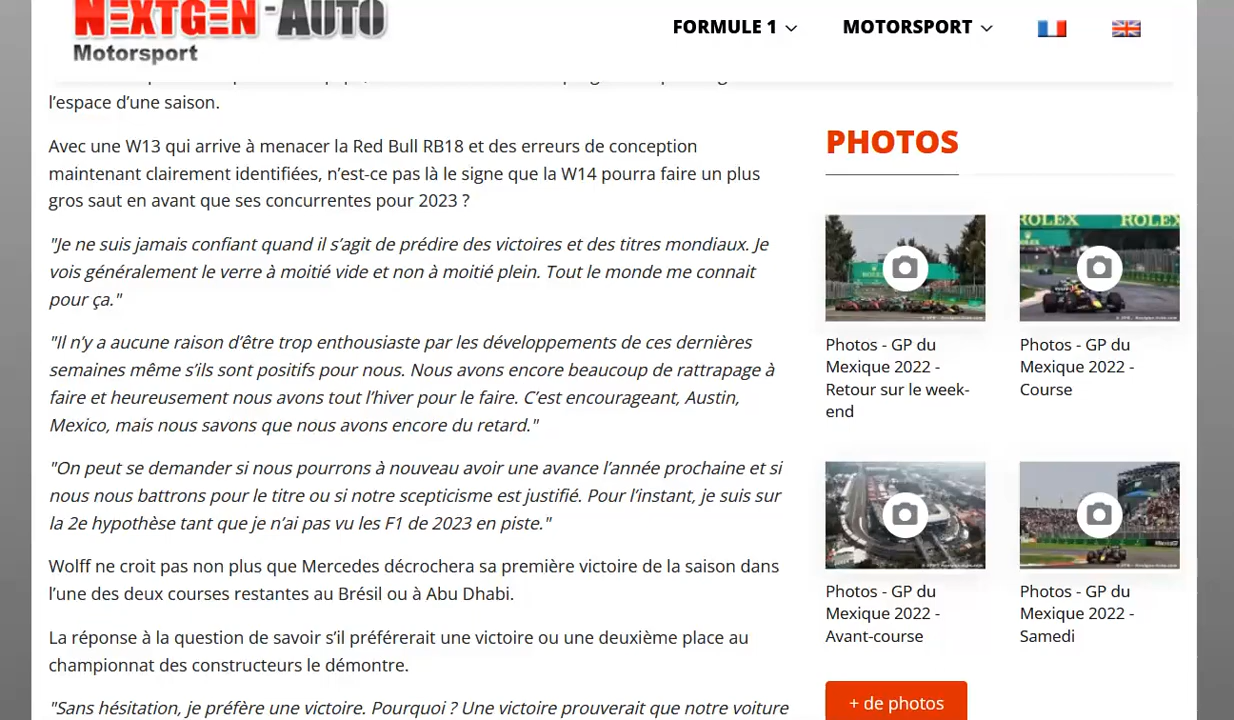 NEXTGEN-AUTO
Motorsport
FORMULE 1
MOTORSPORT
l’espace d’une saison.
Avec une W13 qui arrive à menacer la Red Bull RB18 et des erreurs de conception
maintenant clairement identifiées, n’est-ce pas là le signe que la W14 pourra faire un plus
gros saut en avant que ses concurrentes pour 2023 ?
"Je ne suis jamais confiant quand il s’agit de prédire des victoires et des titres mondiaux. Je
vois généralement le verre à moitié vide et non à moitié plein. Tout le monde me connait
pour ça."
"Il n’y a aucune raison d’être trop enthousiaste par les développements de ces dernières
semaines même s’ils sont positifs pour nous. Nous avons encore beaucoup de rattrapage à
faire et heureusement nous avons tout l’hiver pour le faire. C’est encourageant, Austin,
Mexico, mais nous savons que nous avons encore du retard."
"On peut se demander si nous pourrons à nouveau avoir une avance l’année prochaine et si
nous nous battrons pour le titre ou si notre scepticisme est justifié. Pour l’instant, je suis sur
la 2e hypothèse tant que je n’ai pas vu les F1 de 2023 en piste."
Wolff ne croit pas non plus que Mercedes décrochera sa première victoire de la saison dans
l’une des deux courses restantes au Brésil ou à Abu Dhabi.
La réponse à la question de savoir s’il préférerait une victoire ou une deuxième place au
championnat des constructeurs le démontre.
"Sans hésitation, je préfère une victoire. Pourquoi ? Une victoire prouverait que notre voiture
PHOTOS
ROLEX
ROLEX
Photos - GP du
Mexique 2022 -
Retour sur le week-
end
Photos - GP du
Mexique 2022 -
Course
Photos - GP du
Mexique 2022 -
Avant-course
Photos - GP du
Mexique 2022 -
Samedi
+ de photos